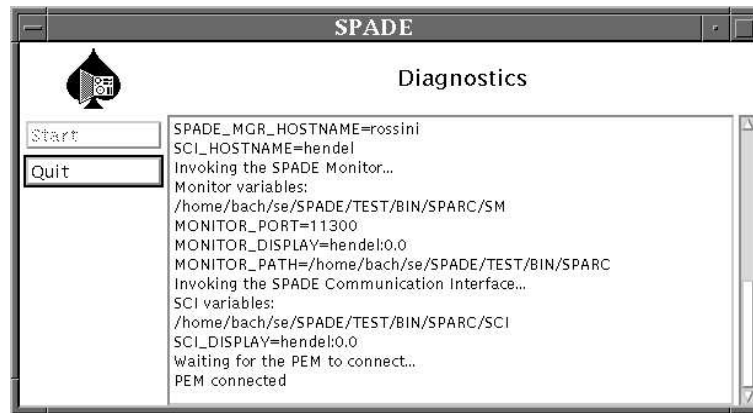 SPADE
Diagnostics
Start
Quit
SPADE_MGR_HOSTNAME=rossini
SCI_HOSTNAME=hendel
Invoking the SPADE Monitor...
Monitor variables:
/home/bach/se/SPADE/TEST/BIN/SPARC/SM
MONITOR_PORT=11300
MONITOR_DISPLAY=hendel:0.0
MONITOR_PATH=/home/bach/se/SPADE/TEST/BIN/SPARC
Invoking the SPADE Communication Interface...
SCI variables:
/home/bach/se/SPADE/TEST/BIN/SPARC/SCI
SCI_DISPLAY=hendel:0.0
Waiting for the PEM to connect...
PEM connected